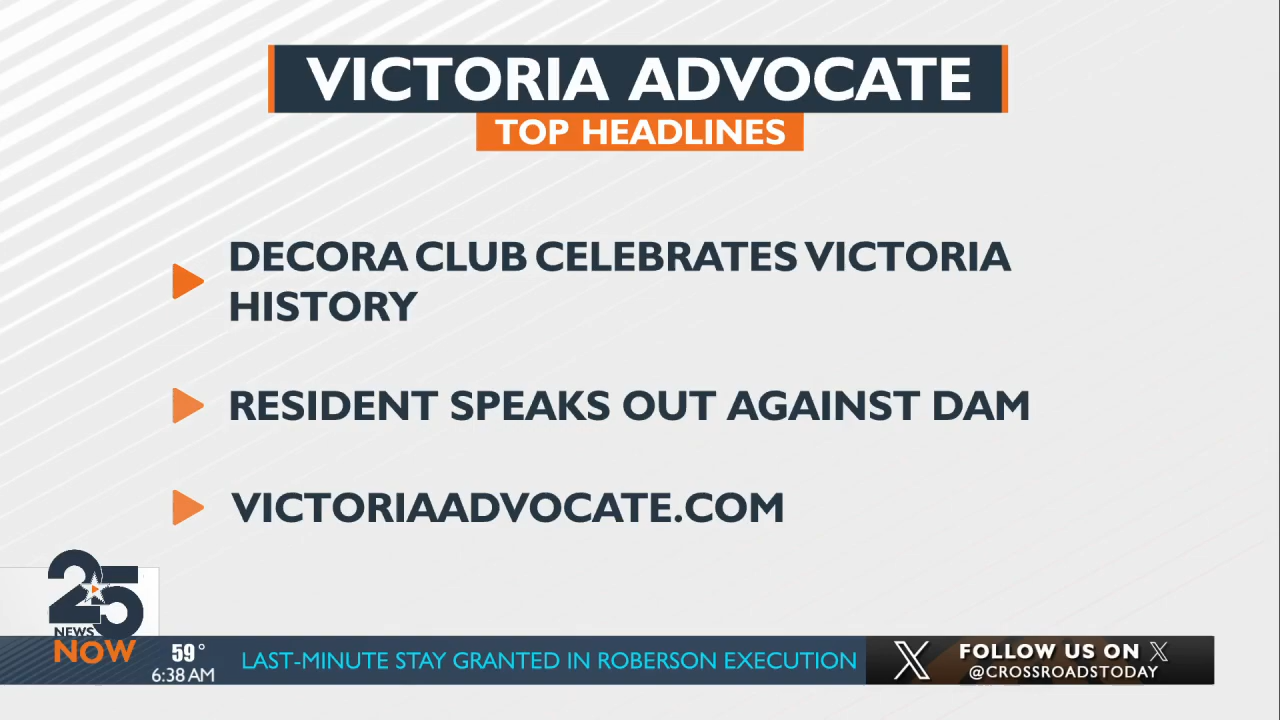 VICTORIA ADVOCATE
TOP HEADLINES
DECORA CLUB CELEBRATES VICTORIA
HISTORY
RESIDENT SPEAKS OUT AGAINST DAM
VICTORIAADVOCATE.COM
25
NEWS
NOW
59°
6:38 AM
LAST-MINUTE STAY GRANTED IN ROBERSON EXECUTION
X
FOLLOW US ON X
@CROSSROADSTODAY